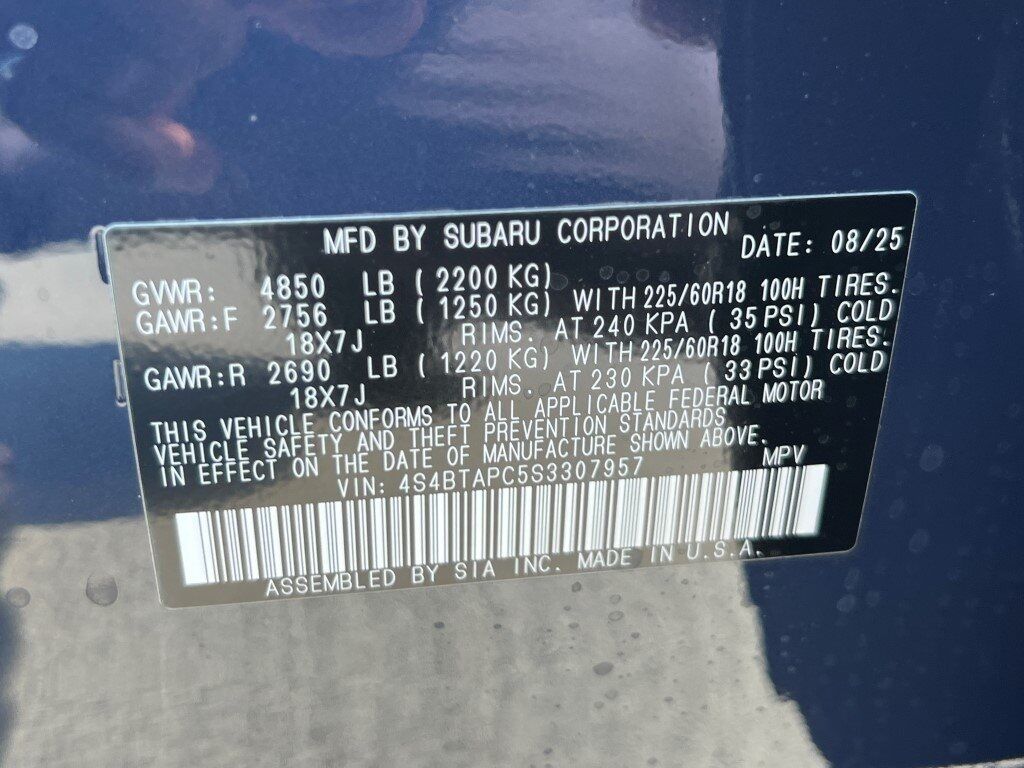 MFD BY SUBARU CORPORATION DATE: 08/25
GVWR: 4850 LB ( 2200 KG)
GAWR:F 2756 LB ( 1250 KG) WITH 225/60R18 100H TIRES.
18X7J RIMS. AT 240 KPA ( 35 PSI) COLD
GAWR:R 2690 LB ( 1220 KG) WITH 225/60R18 100H TIRES.
18X7J RIMS. AT 230 KPA ( 33 PSI) COLD
THIS VEHICLE CONFORMS TO ALL APPLICABLE FEDERAL MOTOR
VEHICLE SAFETY AND THEFT PREVENTION STANDARDS
IN EFFECT ON THE DATE OF MANUFACTURE SHOWN ABOVE.
VIN: 4S4BTAPC5S3307957 MPV
ASSEMBLED BY SIA INC. MADE IN U.S.A.